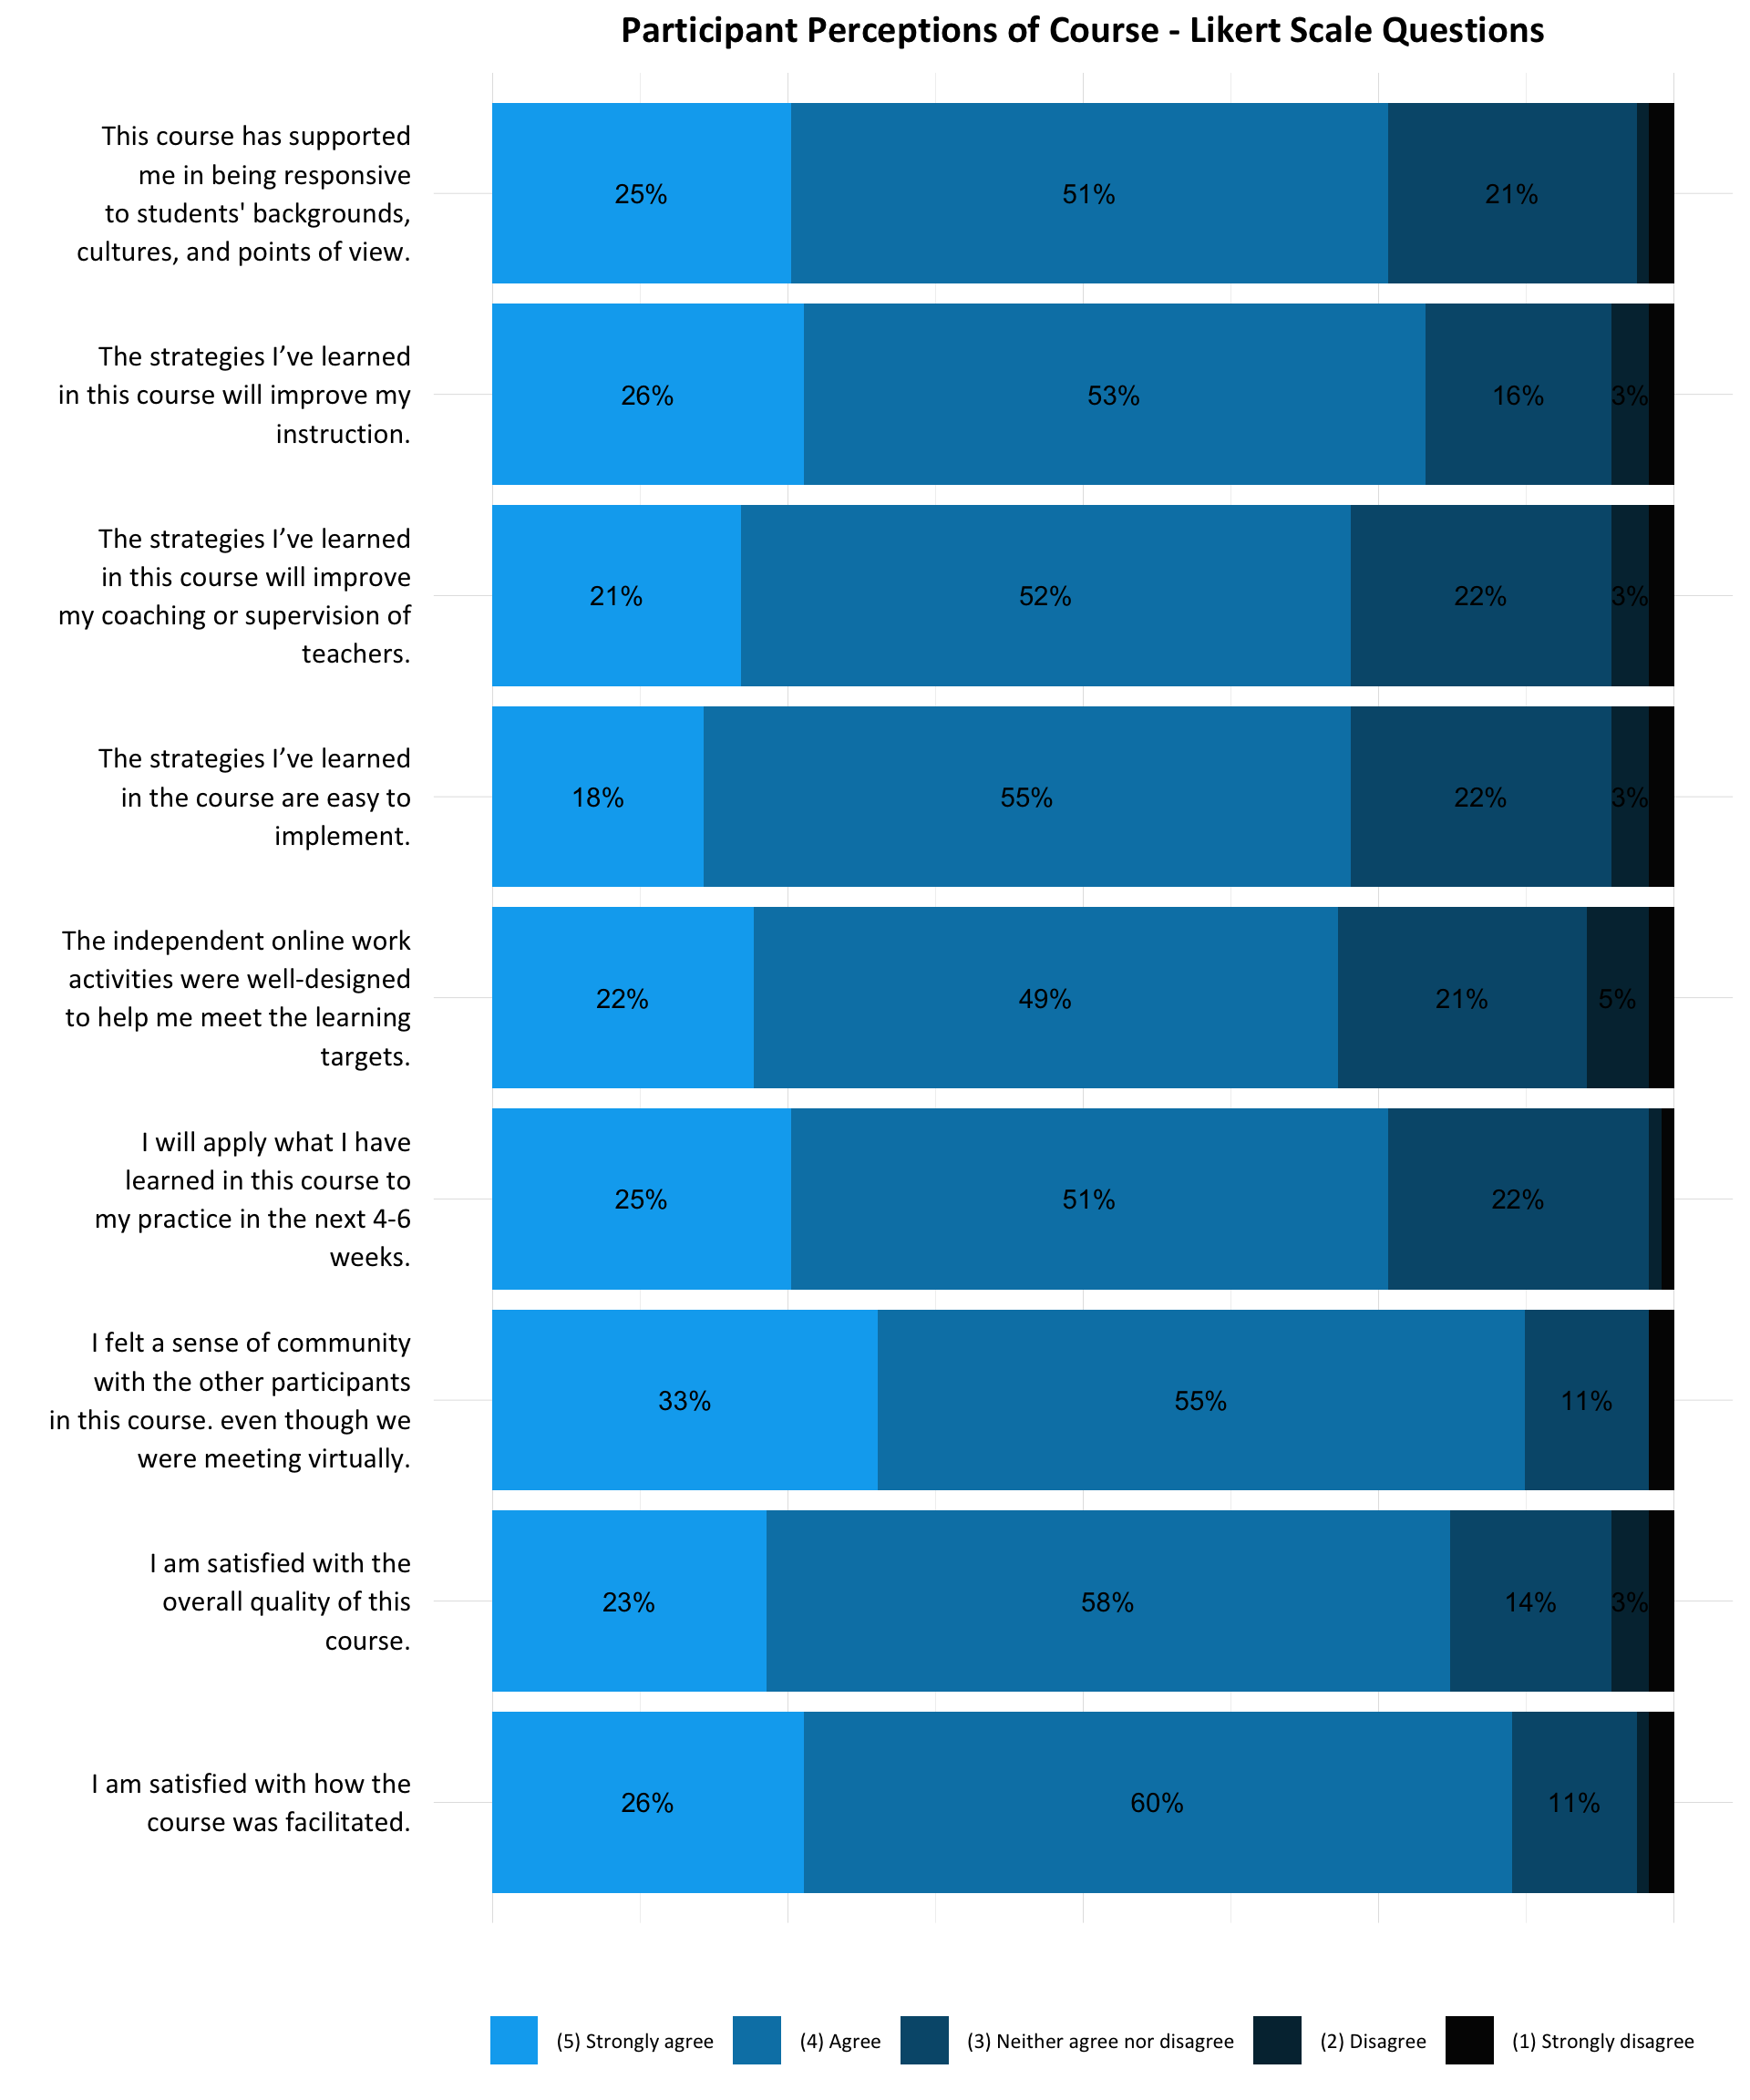 Participant Perceptions of Course - Likert Scale Questions
This course has supported
me in being responsive
to students' backgrounds,
cultures, and points of view.
25% 51% 21%
The strategies I’ve learned
in this course will improve my
instruction.
26% 53% 16% 3%
The strategies I’ve learned
in this course will improve
my coaching or supervision of
teachers.
21% 52% 22% 3%
The strategies I’ve learned
in the course are easy to
implement.
18% 55% 22% 3%
The independent online work
activities were well-designed
to help me meet the learning
targets.
22% 49% 21% 5%
I will apply what I have
learned in this course to
my practice in the next 4-6
weeks.
25% 51% 22%
I felt a sense of community
with the other participants
in this course. even though we
were meeting virtually.
33% 55% 11%
I am satisfied with the
overall quality of this
course.
23% 58% 14% 3%
I am satisfied with how the
course was facilitated.
26% 60% 11%
(5) Strongly agree (4) Agree (3) Neither agree nor disagree (2) Disagree (1) Strongly disagree